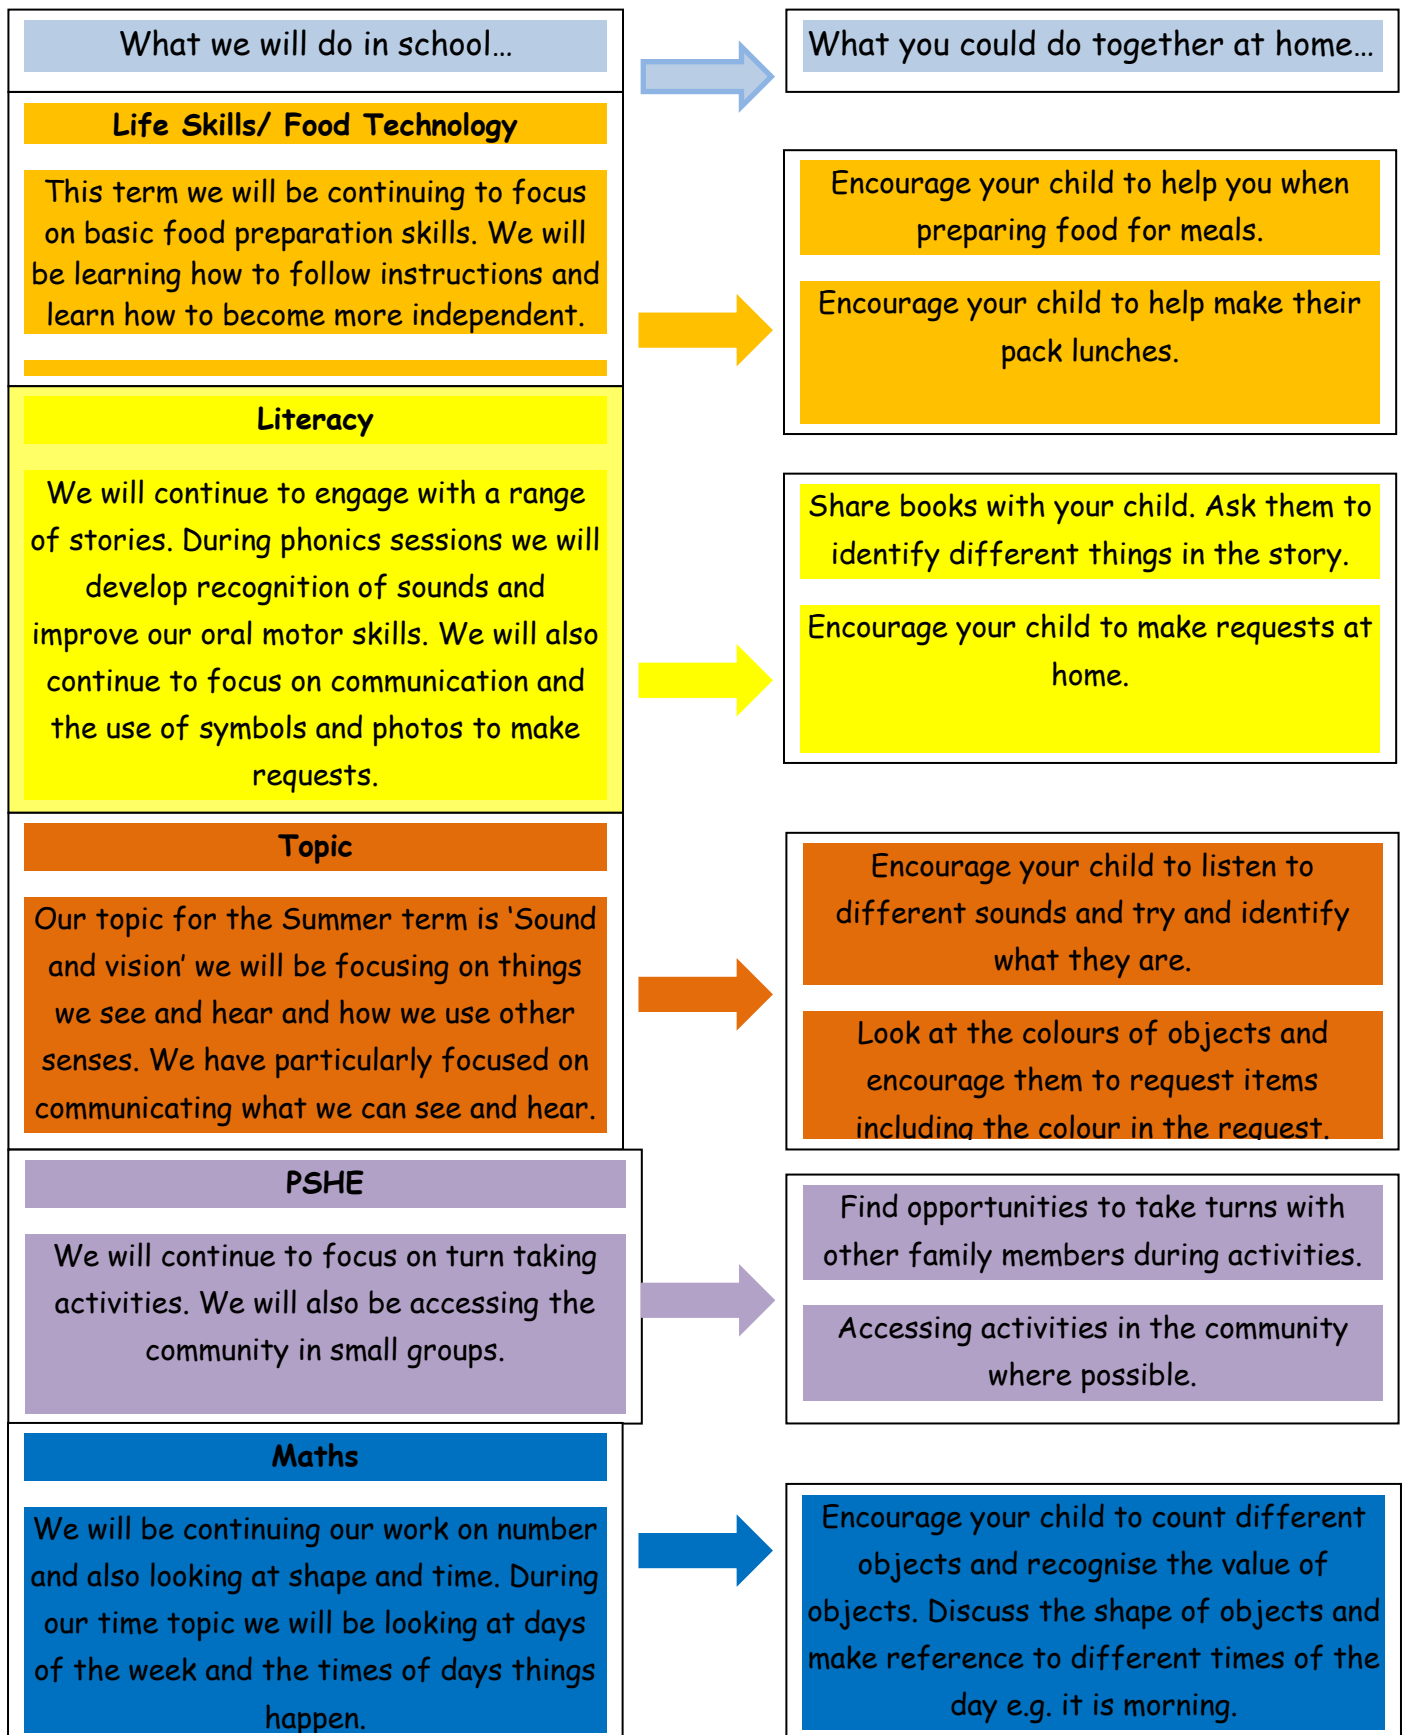 What we will do in school…
What you could do together at home…
Life Skills/ Food Technology
This term we will be continuing to focus
on basic food preparation skills. We will
be learning how to follow instructions and
learn how to become more independent.
Encourage your child to help you when
preparing food for meals.
Encourage your child to help make their
pack lunches.
Literacy
We will continue to engage with a range
of stories. During phonics sessions we will
develop recognition of sounds and
improve our oral motor skills. We will also
continue to focus on communication and
the use of symbols and photos to make
requests.
Share books with your child. Ask them to
identify different things in the story.
Encourage your child to make requests at
home.
Topic
Our topic for the Summer term is ‘Sound
and vision’ we will be focusing on things
we see and hear and how we use other
senses. We have particularly focused on
communicating what we can see and hear.
Encourage your child to listen to
different sounds and try and identify
what they are.
Look at the colours of objects and
encourage them to request items
including the colour in the request.
PSHE
We will continue to focus on turn taking
activities. We will also be accessing the
community in small groups.
Find opportunities to take turns with
other family members during activities.
Accessing activities in the community
where possible.
Maths
We will be continuing our work on number
and also looking at shape and time. During
our time topic we will be looking at days
of the week and the times of days things
happen.
Encourage your child to count different
objects and recognise the value of
objects. Discuss the shape of objects and
make reference to different times of the
day e.g. it is morning.